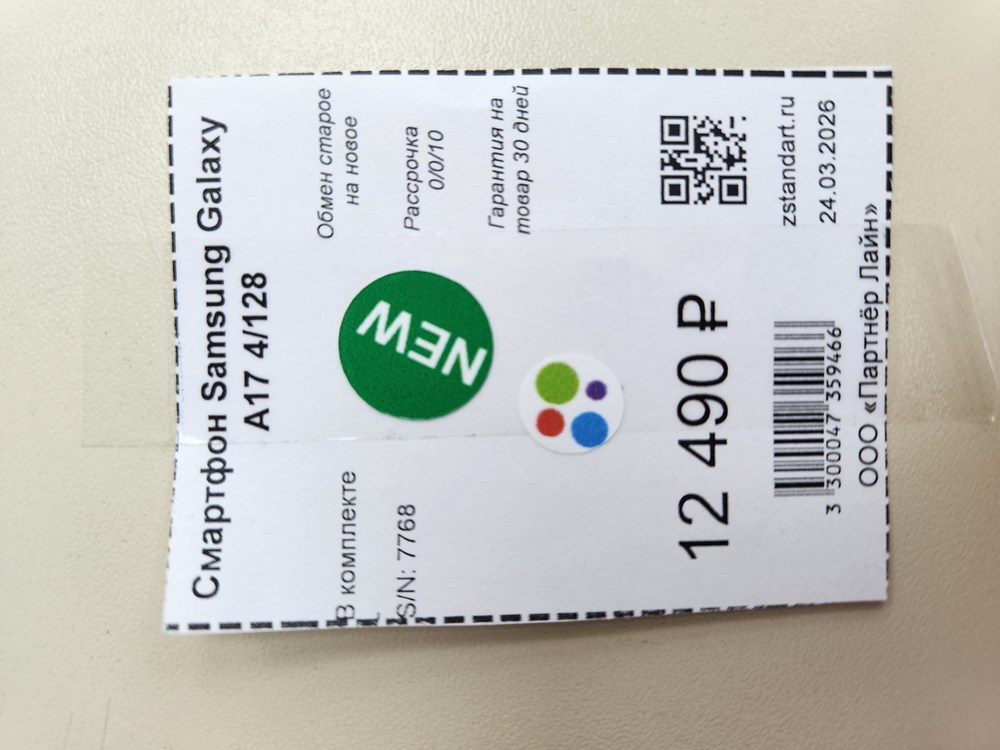 Смартфон Samsung Galaxy
A17 4/128
В комплекте
S/N: 7768
Обмен старое
на новое
Рассрочка
0/0/10
Гарантия на
товар 30 дней
NEW
12 490 ₽
zstandart.ru
24.03.2026
3 300047 359466
ООО «Партнёр Лайн»